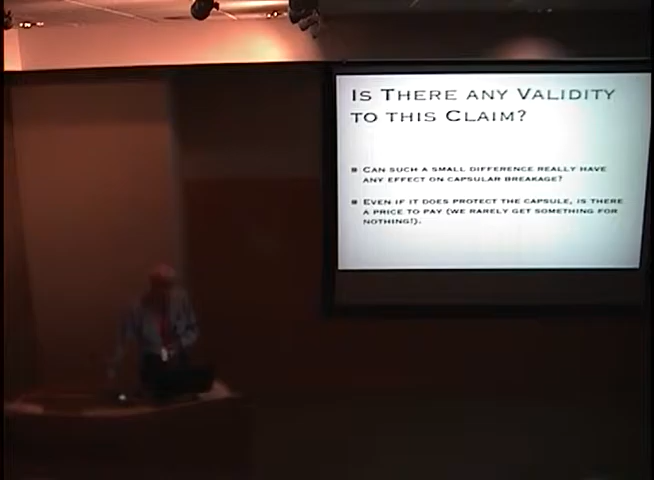 Is There any Validity
to this Claim?
Can such a small difference really have
any effect on capsular breakage?
Even if it does protect the capsule, is there
a price to pay (we rarely get something for
nothing!).